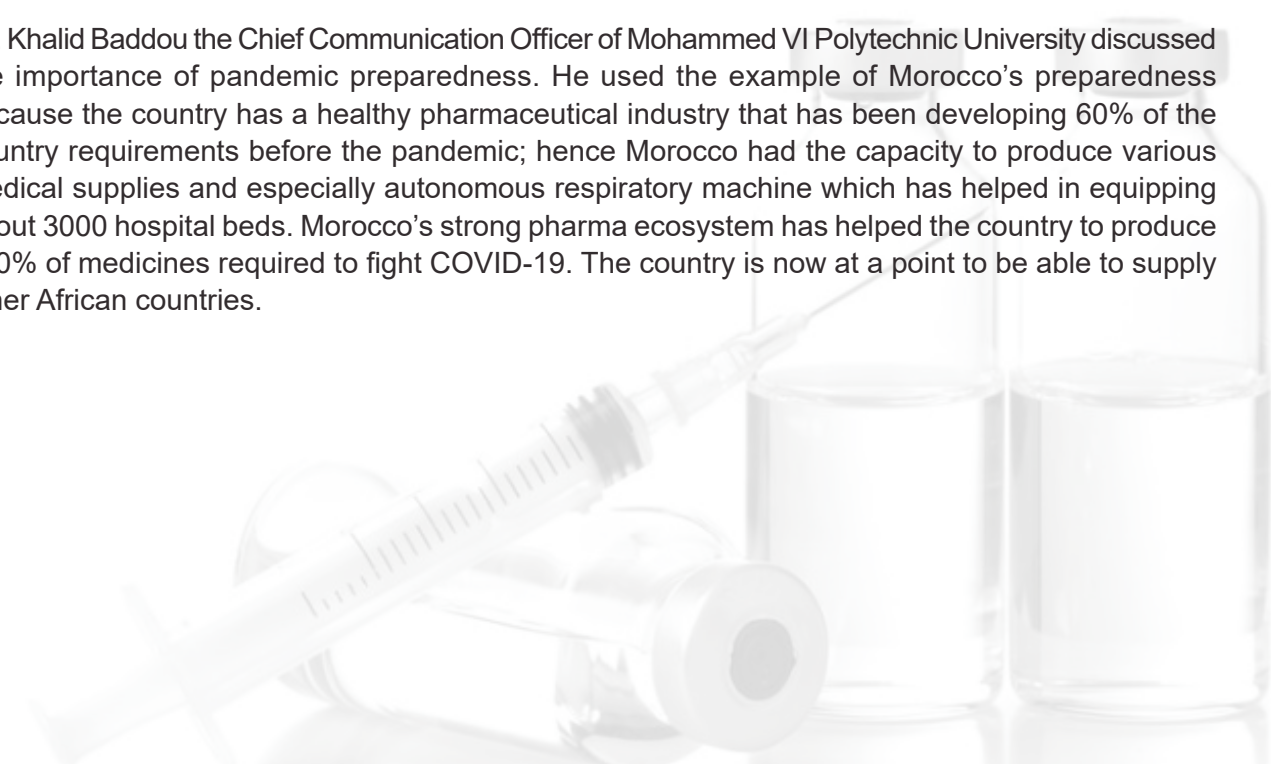 Khalid Baddou the Chief Communication Officer of Mohammed VI Polytechnic University discussed
importance of pandemic preparedness. He used the example of Morocco’s preparedness
the country has a healthy pharmaceutical industry that has been developing 60% of the
requirements before the pandemic; hence Morocco had the capacity to produce various
supplies and especially autonomous respiratory machine which has helped in equipping
3000 hospital beds. Morocco’s strong pharma ecosystem has helped the country to produce
of medicines required to fight COVID-19. The country is now at a point to be able to supply
African countries.